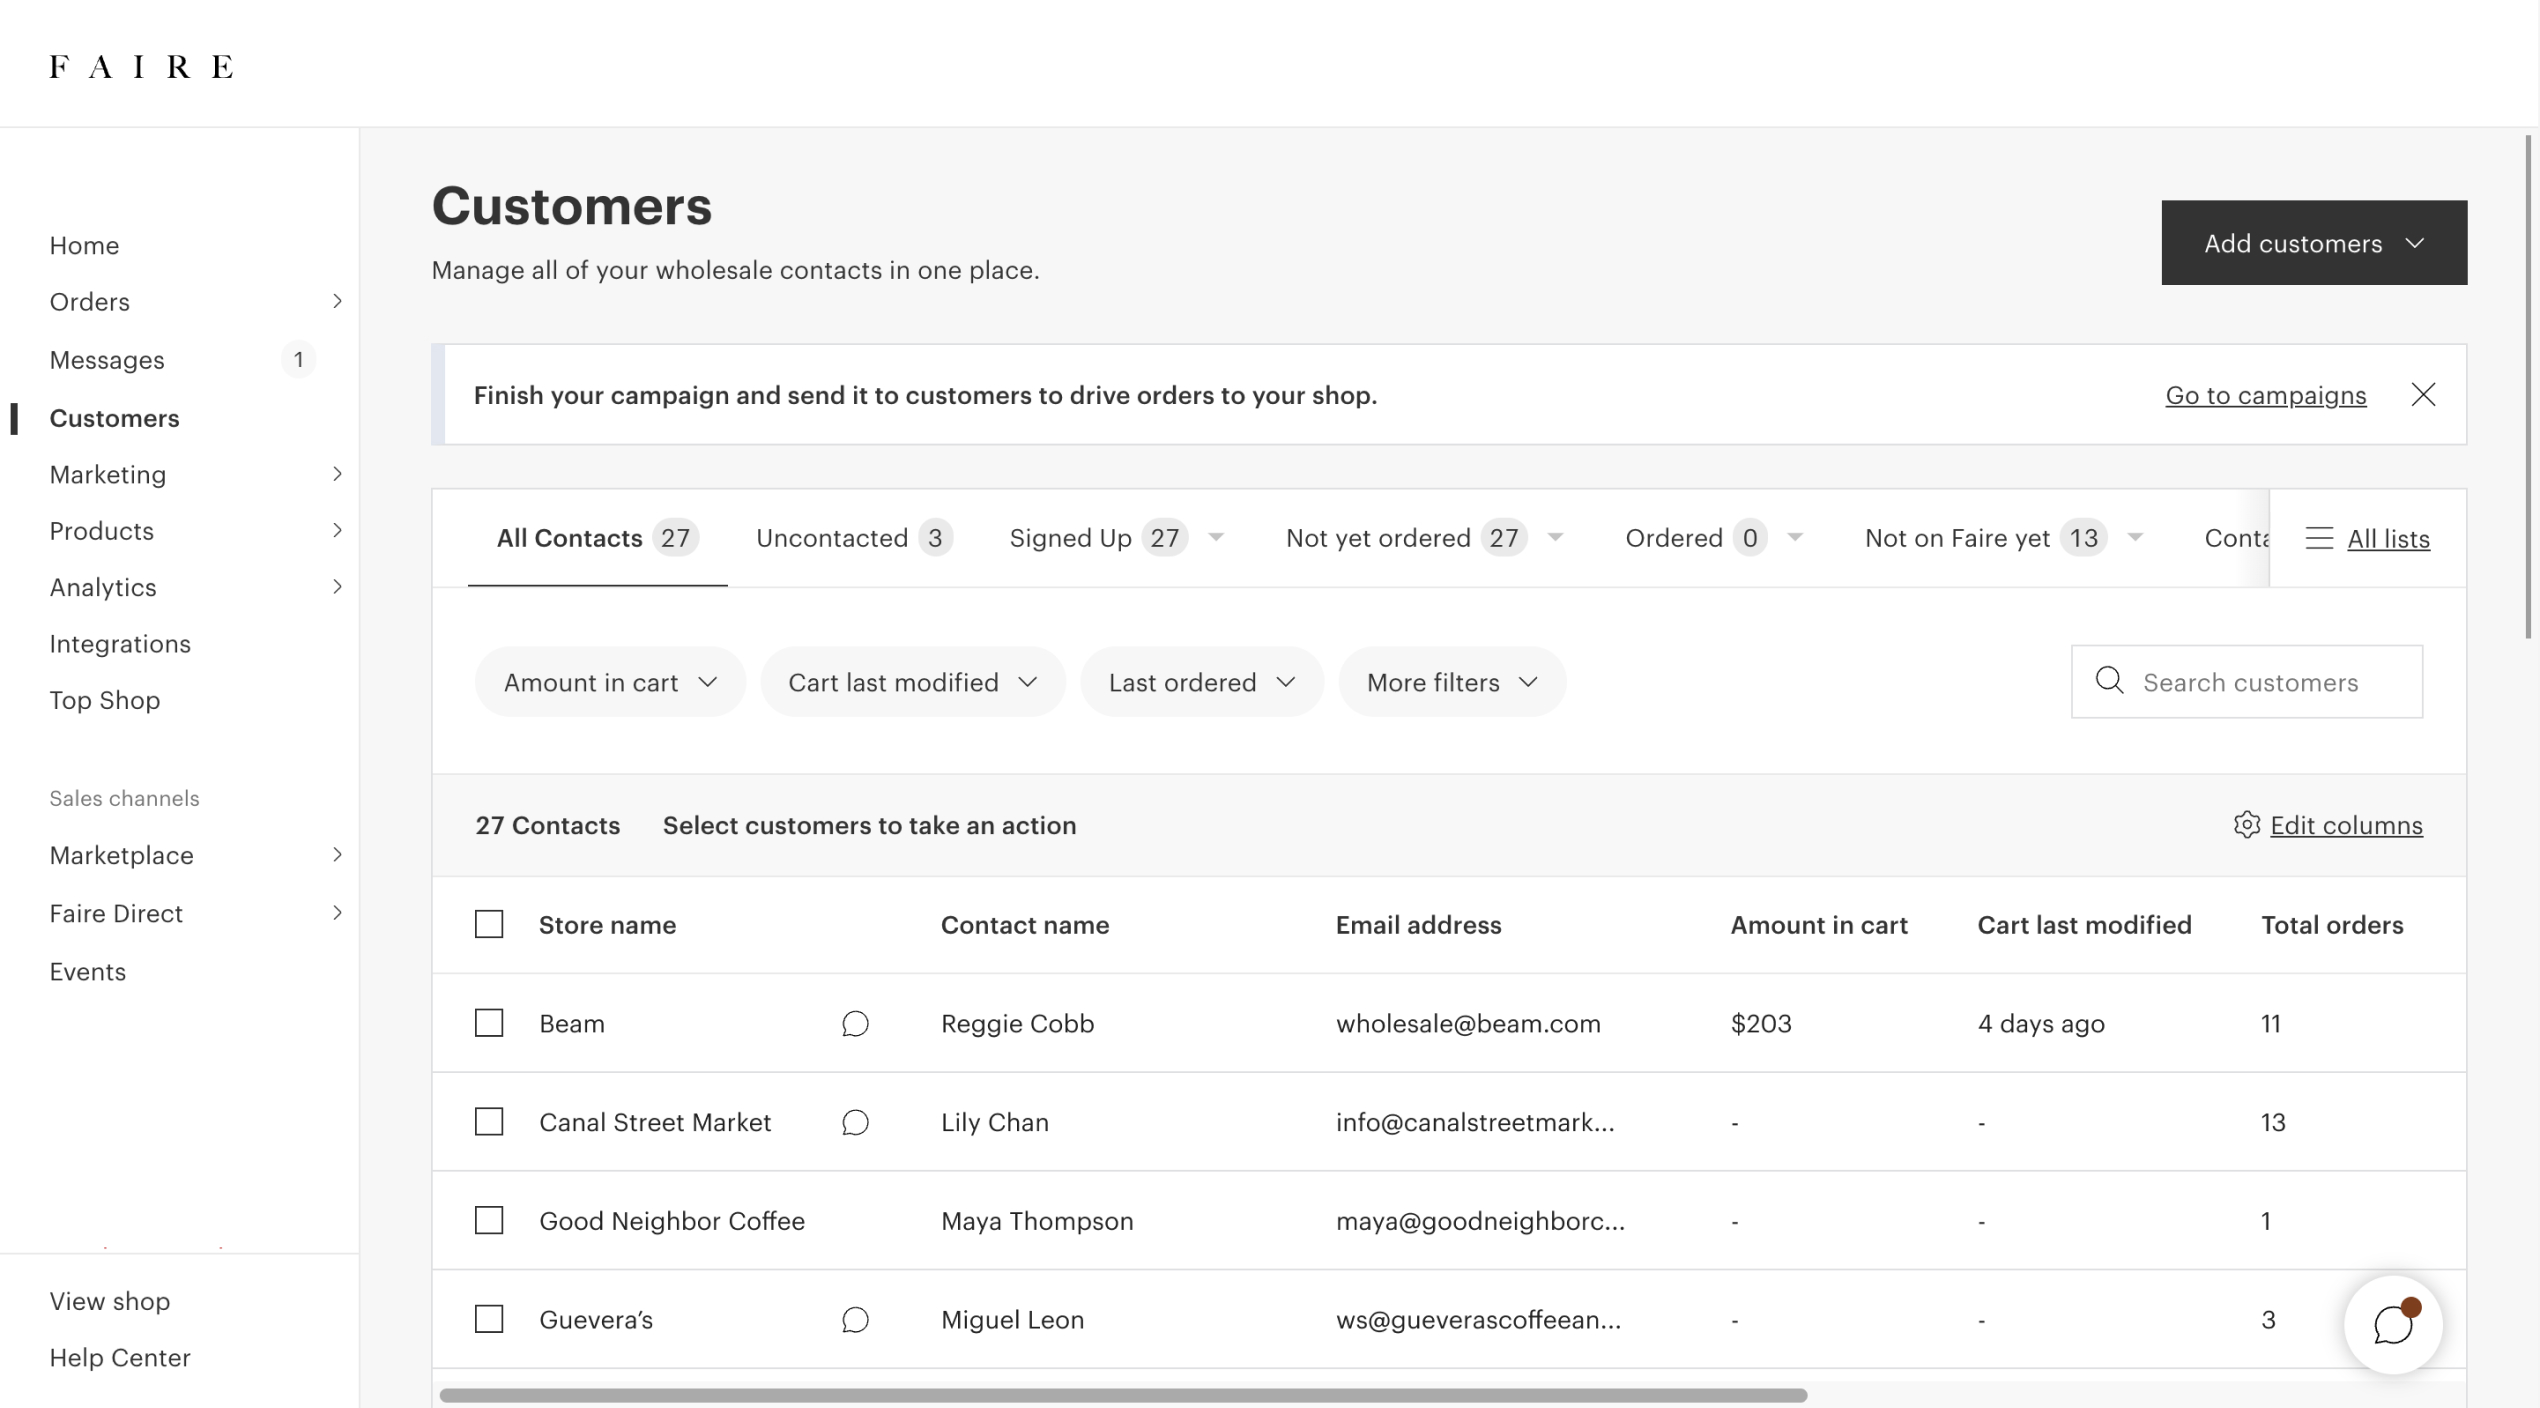 FAIRE
Home
Orders
Messages 1
Customers
Marketing
Products
Analytics
Integrations
Top Shop
Sales channels
Marketplace
Faire Direct
Events
View shop
Help Center
Customers
Manage all of your wholesale contacts in one place.
Add customers
Finish your campaign and send it to customers to drive orders to your shop.
Go to campaigns
All Contacts 27 Uncontacted 3 Signed Up 27 Not yet ordered 27 Ordered 0 Not on Faire yet 13 Conta All lists
Amount in cart Cart last modified Last ordered More filters Search customers
27 Contacts Select customers to take an action Edit columns
Store name Contact name Email address Amount in cart Cart last modified Total orders
Beam Reggie Cobb wholesale@beam.com $203 4 days ago 11
Canal Street Market Lily Chan info@canalstreetmark... - - 13
Good Neighbor Coffee Maya Thompson maya@goodneighborc... - - 1
Guevera’s Miguel Leon ws@gueverascoffeean... - - 3